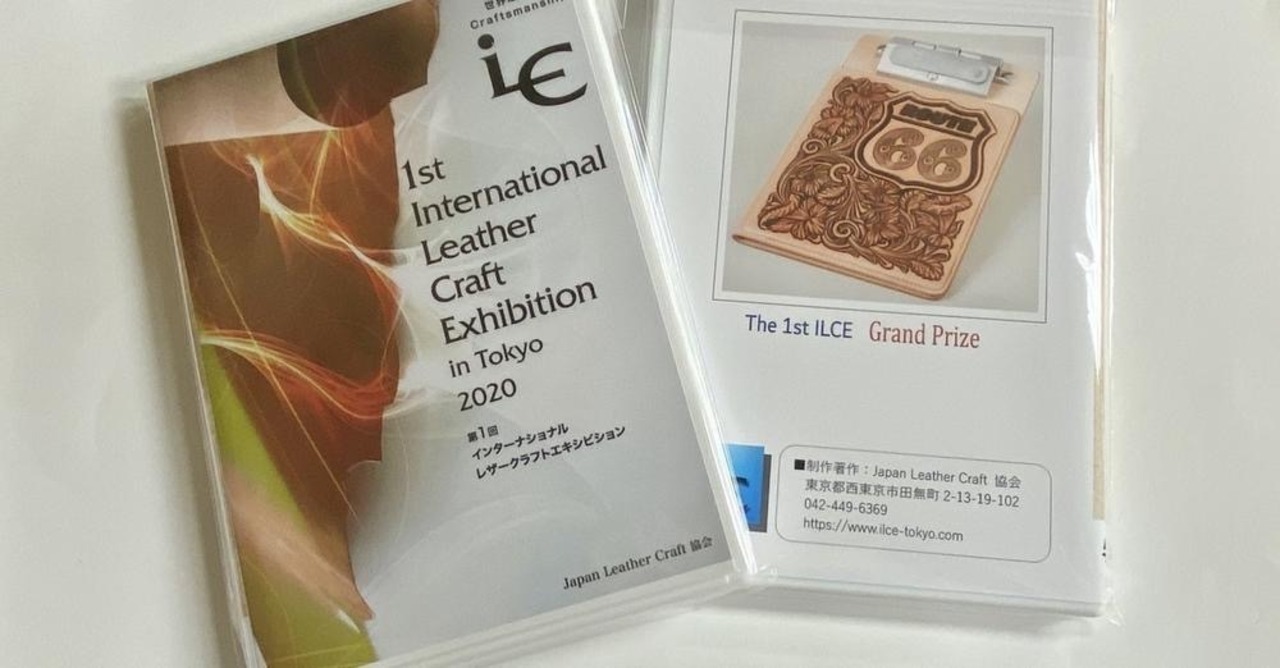 Craftsmanship
iLCE
1st
International
Leather
Craft
Exhibition
in Tokyo
2020
第1回
インターナショナル
レザークラフトエキシビション
Japan Leather Craft 協会
ROUTE
66
The 1st ILCE Grand Prize
■制作著作：Japan Leather Craft 協会
東京都西東京市田無町 2-13-19-102
042-449-6369
https://www.ilce-tokyo.com